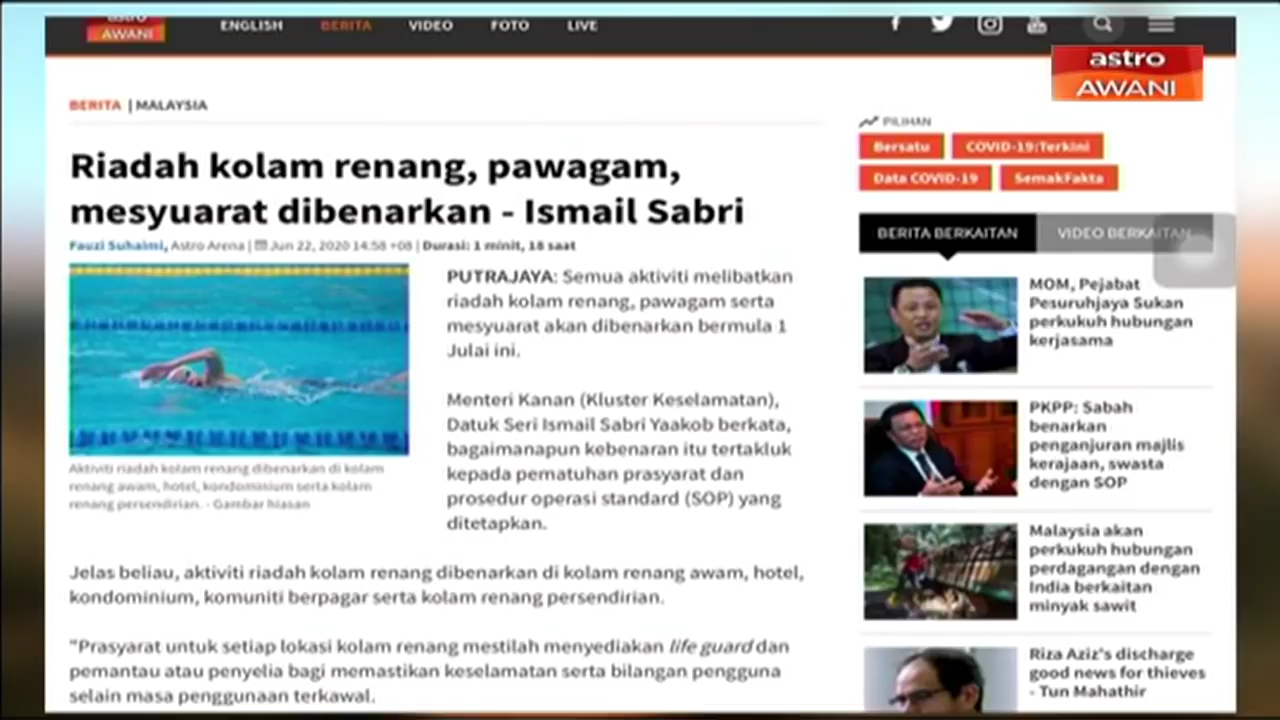 astro
AWANI
ENGLISH BERITA VIDEO FOTO LIVE
astro
AWANI
BERITA | MALAYSIA
Riadah kolam renang, pawagam,
mesyuarat dibenarkan - Ismail Sabri
Fauzi Suhaimi, Astro Arena | Jun 22, 2020 14:58 +08 | Durasi: 1 minit, 18 saat
Aktiviti riadah kolam renang dibenarkan di kolam
renang awam, hotel, kondominium serta kolam
renang persendirian. - Gambar hiasan
PUTRAJAYA: Semua aktiviti melibatkan
riadah kolam renang, pawagam serta
mesyuarat akan dibenarkan bermula 1
Julai ini.
Menteri Kanan (Kluster Keselamatan),
Datuk Seri Ismail Sabri Yaakob berkata,
bagaimanapun kebenaran itu tertakluk
kepada pematuhan prasyarat dan
prosedur operasi standard (SOP) yang
ditetapkan.
Jelas beliau, aktiviti riadah kolam renang dibenarkan di kolam renang awam, hotel,
kondominium, komuniti berpagar serta kolam renang persendirian.
"Prasyarat untuk setiap lokasi kolam renang mestilah menyediakan life guard dan
pemantau atau penyelia bagi memastikan keselamatan serta bilangan pengguna
selain masa penggunaan terkawal.
PILIHAN
Bersatu COVID-19:Terkini
Data COVID-19 SemakFakta
BERITA BERKAITAN VIDEO BERKAITAN
MOM, Pejabat
Pesuruhjaya Sukan
perkukuh hubungan
kerjasama
PKPP: Sabah
benarkan
penganjuran majlis
kerajaan, swasta
dengan SOP
Malaysia akan
perkukuh hubungan
perdagangan dengan
India berkaitan
minyak sawit
Riza Aziz's discharge
good news for thieves
- Tun Mahathir